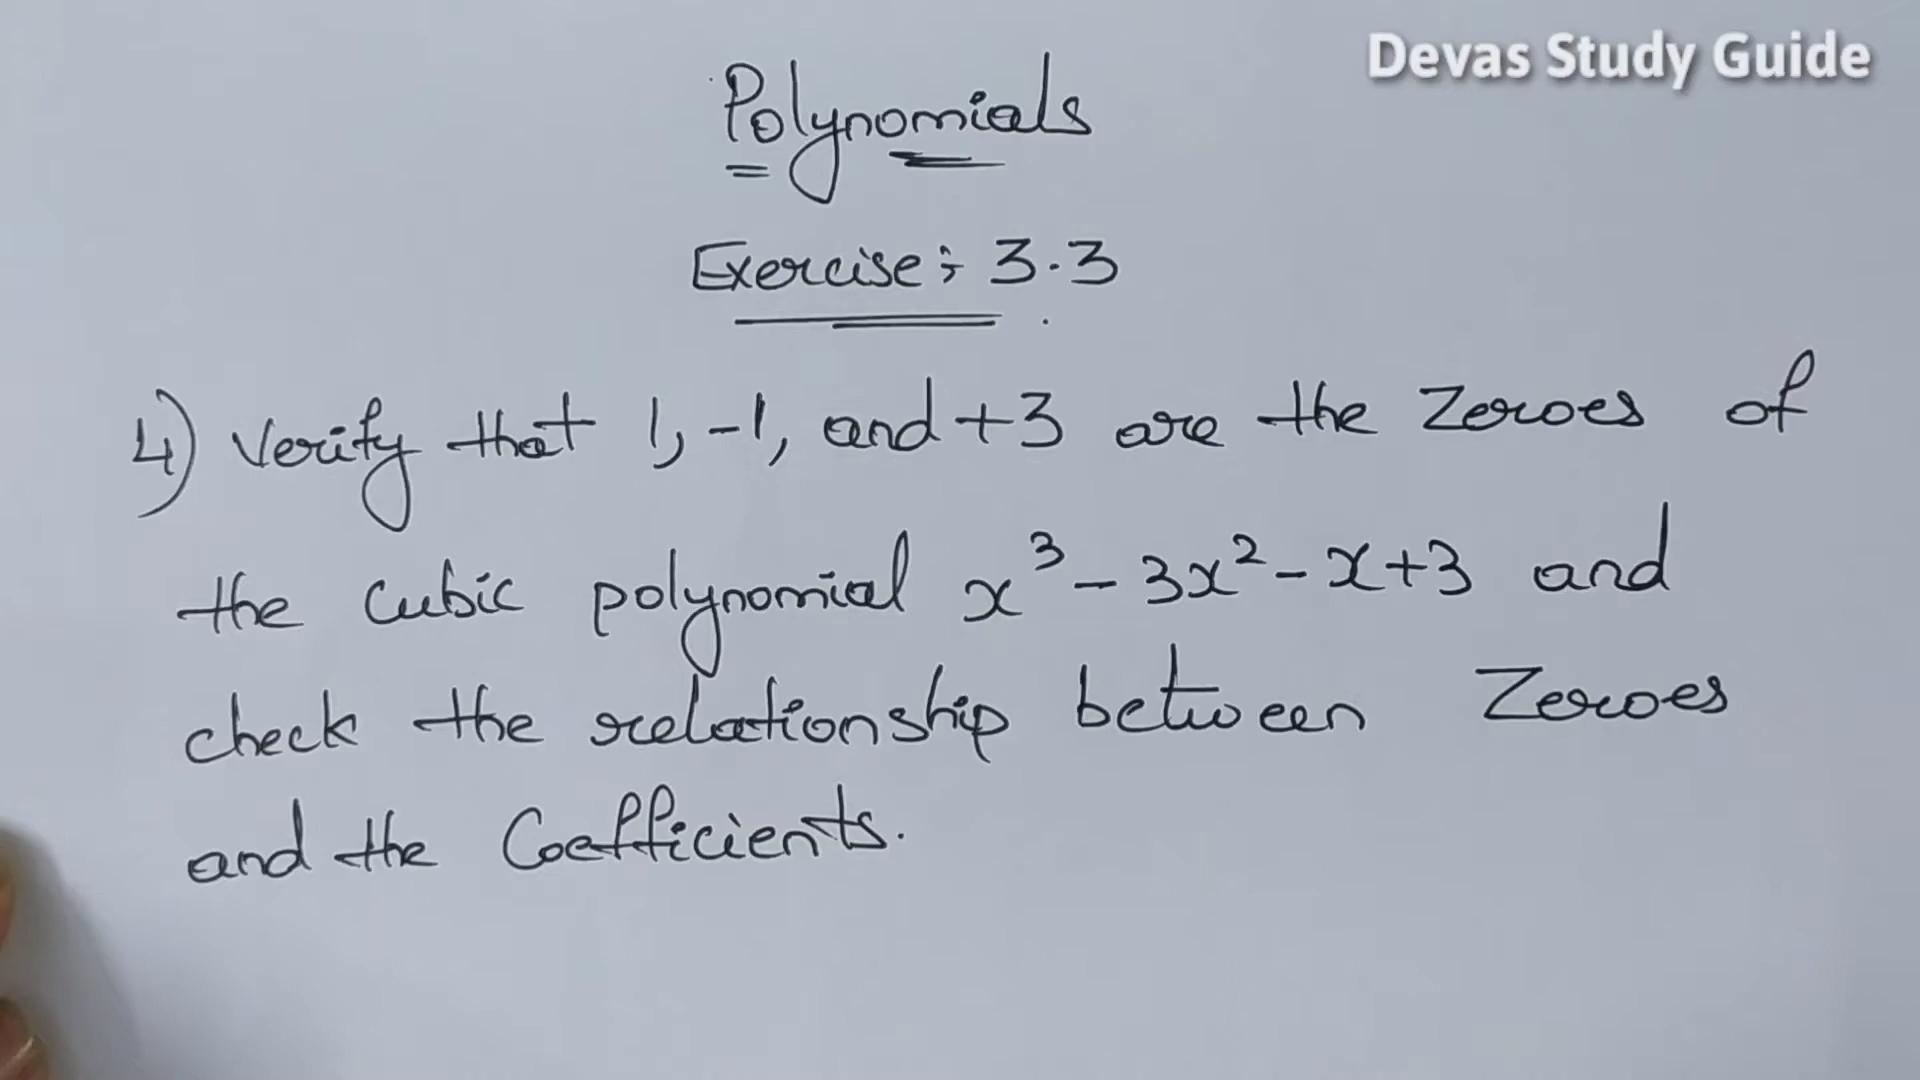 Devas Study Guide
Polynomials
Exercise:- 3.3
4) Verify that 1, -1, and +3 are the Zeroes of
the cubic polynomial x³ - 3x² - x + 3 and
check the relationship between Zeroes
and the Coefficients.